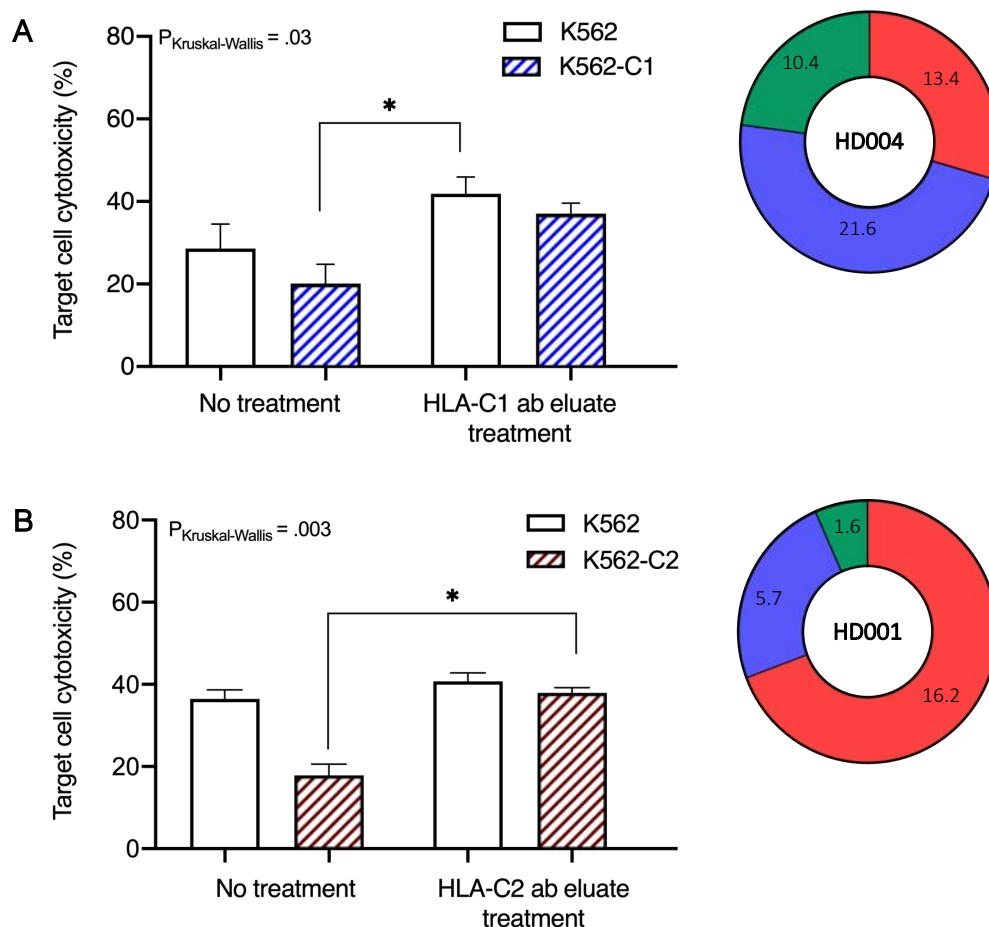 A
80
60
40
20
0
Target cell cytotoxicity (%)
PKruskal-Wallis = .03
*
K562
K562-C1
No treatment
HLA-C1 ab eluate
treatment
10.4
13.4
HD004
21.6
B
80
60
40
20
0
Target cell cytotoxicity (%)
PKruskal-Wallis = .003
*
K562
K562-C2
No treatment
HLA-C2 ab eluate
treatment
1.6
5.7
HD001
16.2